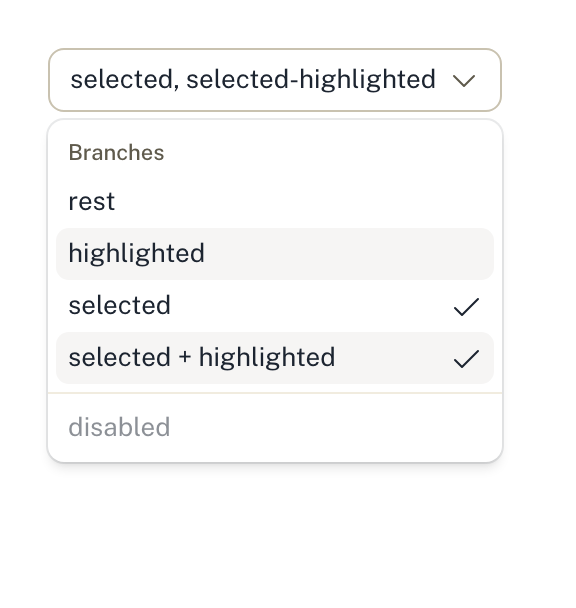 selected, selected-highlighted
Branches
rest
highlighted
selected
selected + highlighted
disabled